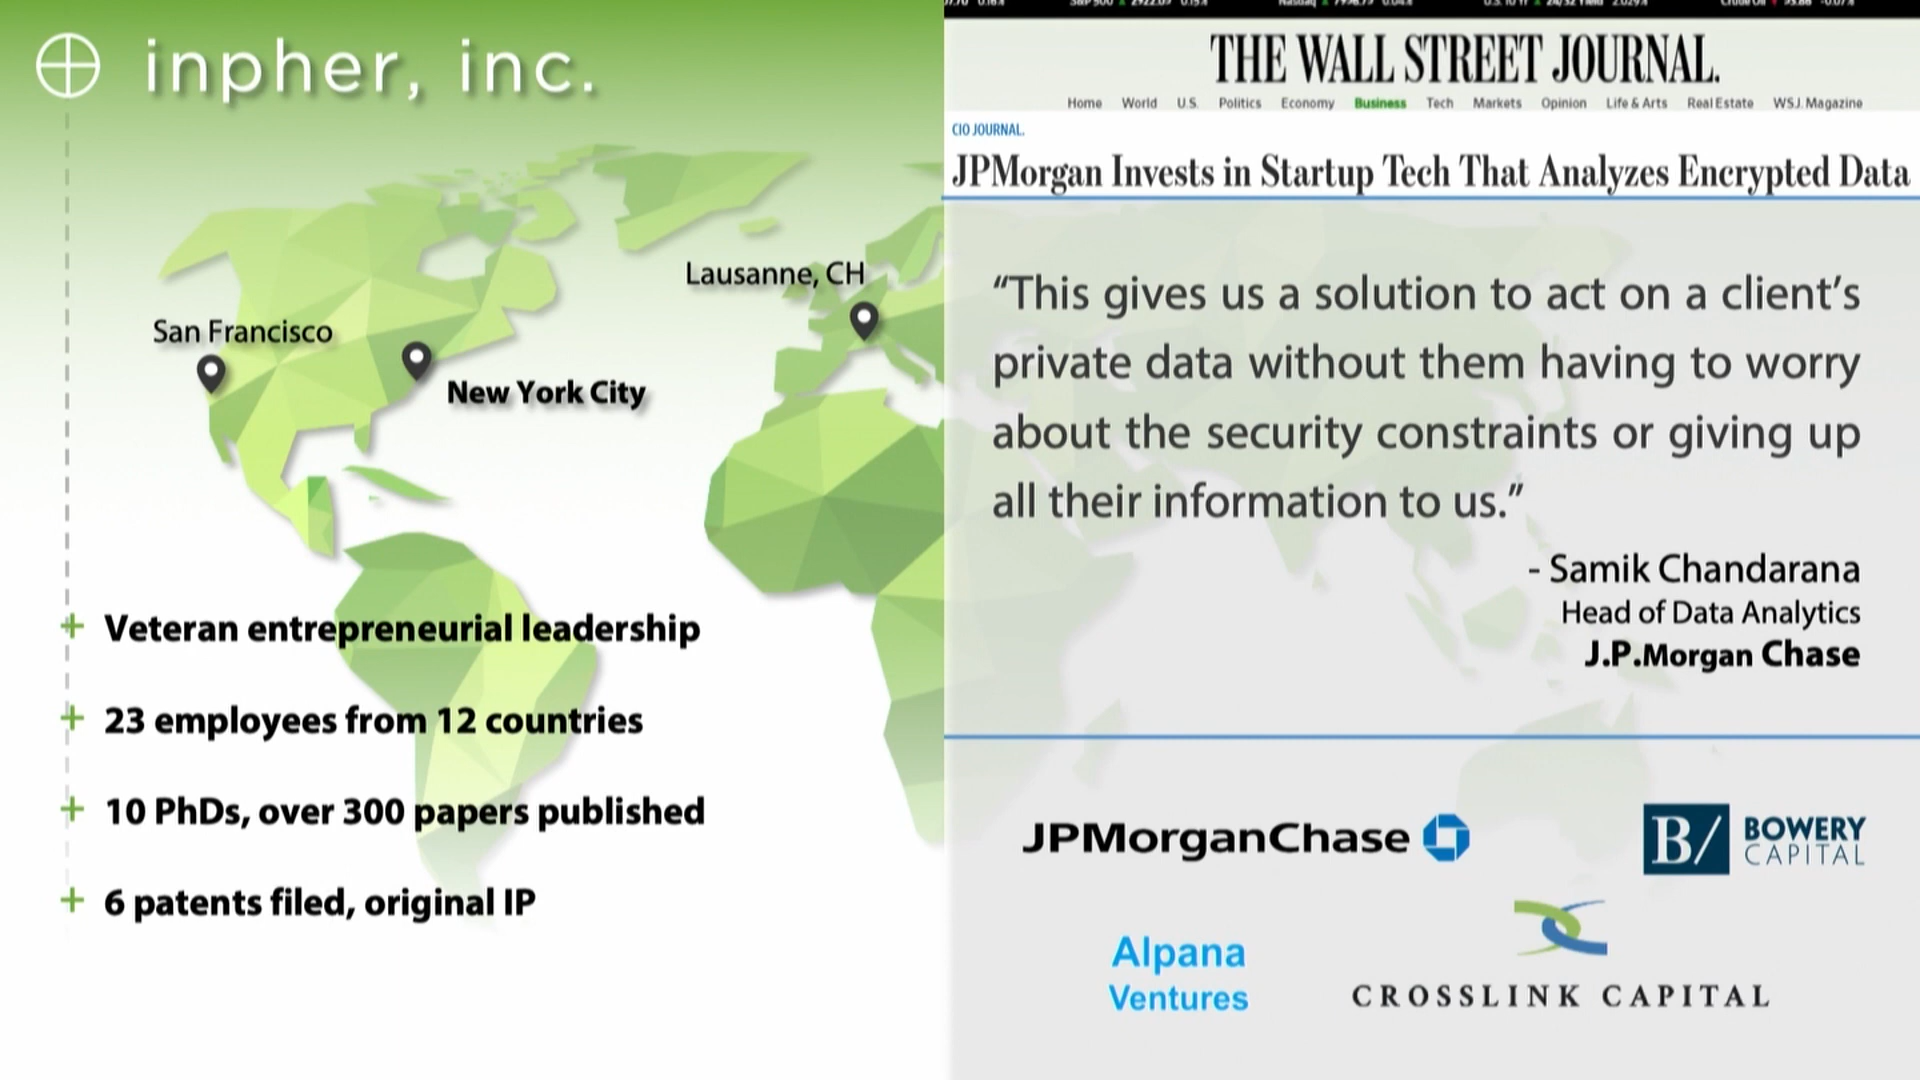 inpher, inc.
San Francisco
New York City
Lausanne, CH
Veteran entrepreneurial leadership
23 employees from 12 countries
10 PhDs, over 300 papers published
6 patents filed, original IP
THE WALL STREET JOURNAL.
Home World U.S. Politics Economy Business Tech Markets Opinion Life & Arts Real Estate WSJ. Magazine
CIO JOURNAL.
JPMorgan Invests in Startup Tech That Analyzes Encrypted Data
“This gives us a solution to act on a client’s
private data without them having to worry
about the security constraints or giving up
all their information to us.”
- Samik Chandarana
Head of Data Analytics
J.P.Morgan Chase
JPMorganChase
B/ BOWERY
CAPITAL
Alpana
Ventures
CROSSLINK CAPITAL